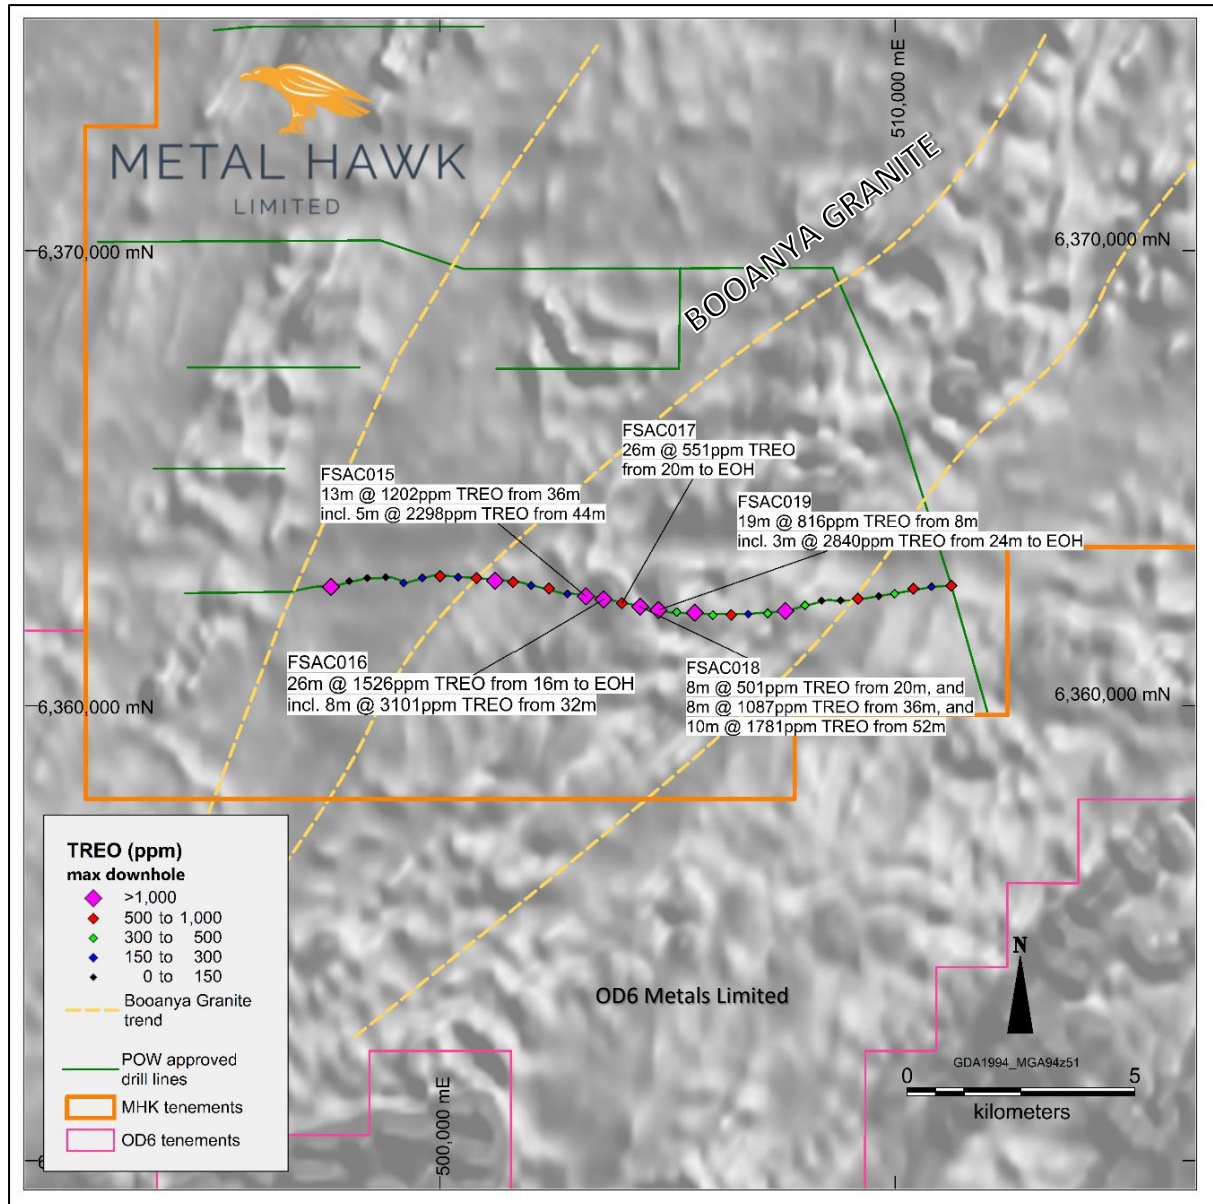 METAL HAWK
LIMITED
510,000 mE
BOOANYA GRANITE
6,370,000 mN
6,370,000 mN
FSAC017
26m @ 551ppm TREO
from 20m to EOH
FSAC015
13m @ 1202ppm TREO from 36m
incl. 5m @ 2298ppm TREO from 44m
FSAC019
19m @ 816ppm TREO from 8m
incl. 3m @ 2840ppm TREO from 24m to EOH
FSAC016
26m @ 1526ppm TREO from 16m to EOH
incl. 8m @ 3101ppm TREO from 32m
FSAC018
8m @ 501ppm TREO from 20m, and
8m @ 1087ppm TREO from 36m, and
10m @ 1781ppm TREO from 52m
6,360,000 mN
6,360,000 mN
TREO (ppm)
max downhole
>1,000
500 to 1,000
300 to 500
150 to 300
0 to 150
Booanya Granite
trend
POW approved
drill lines
MHK tenements
OD6 tenements
OD6 Metals Limited
500,000 mE
N
GDA1994_MGA94z51
0 5
kilometers